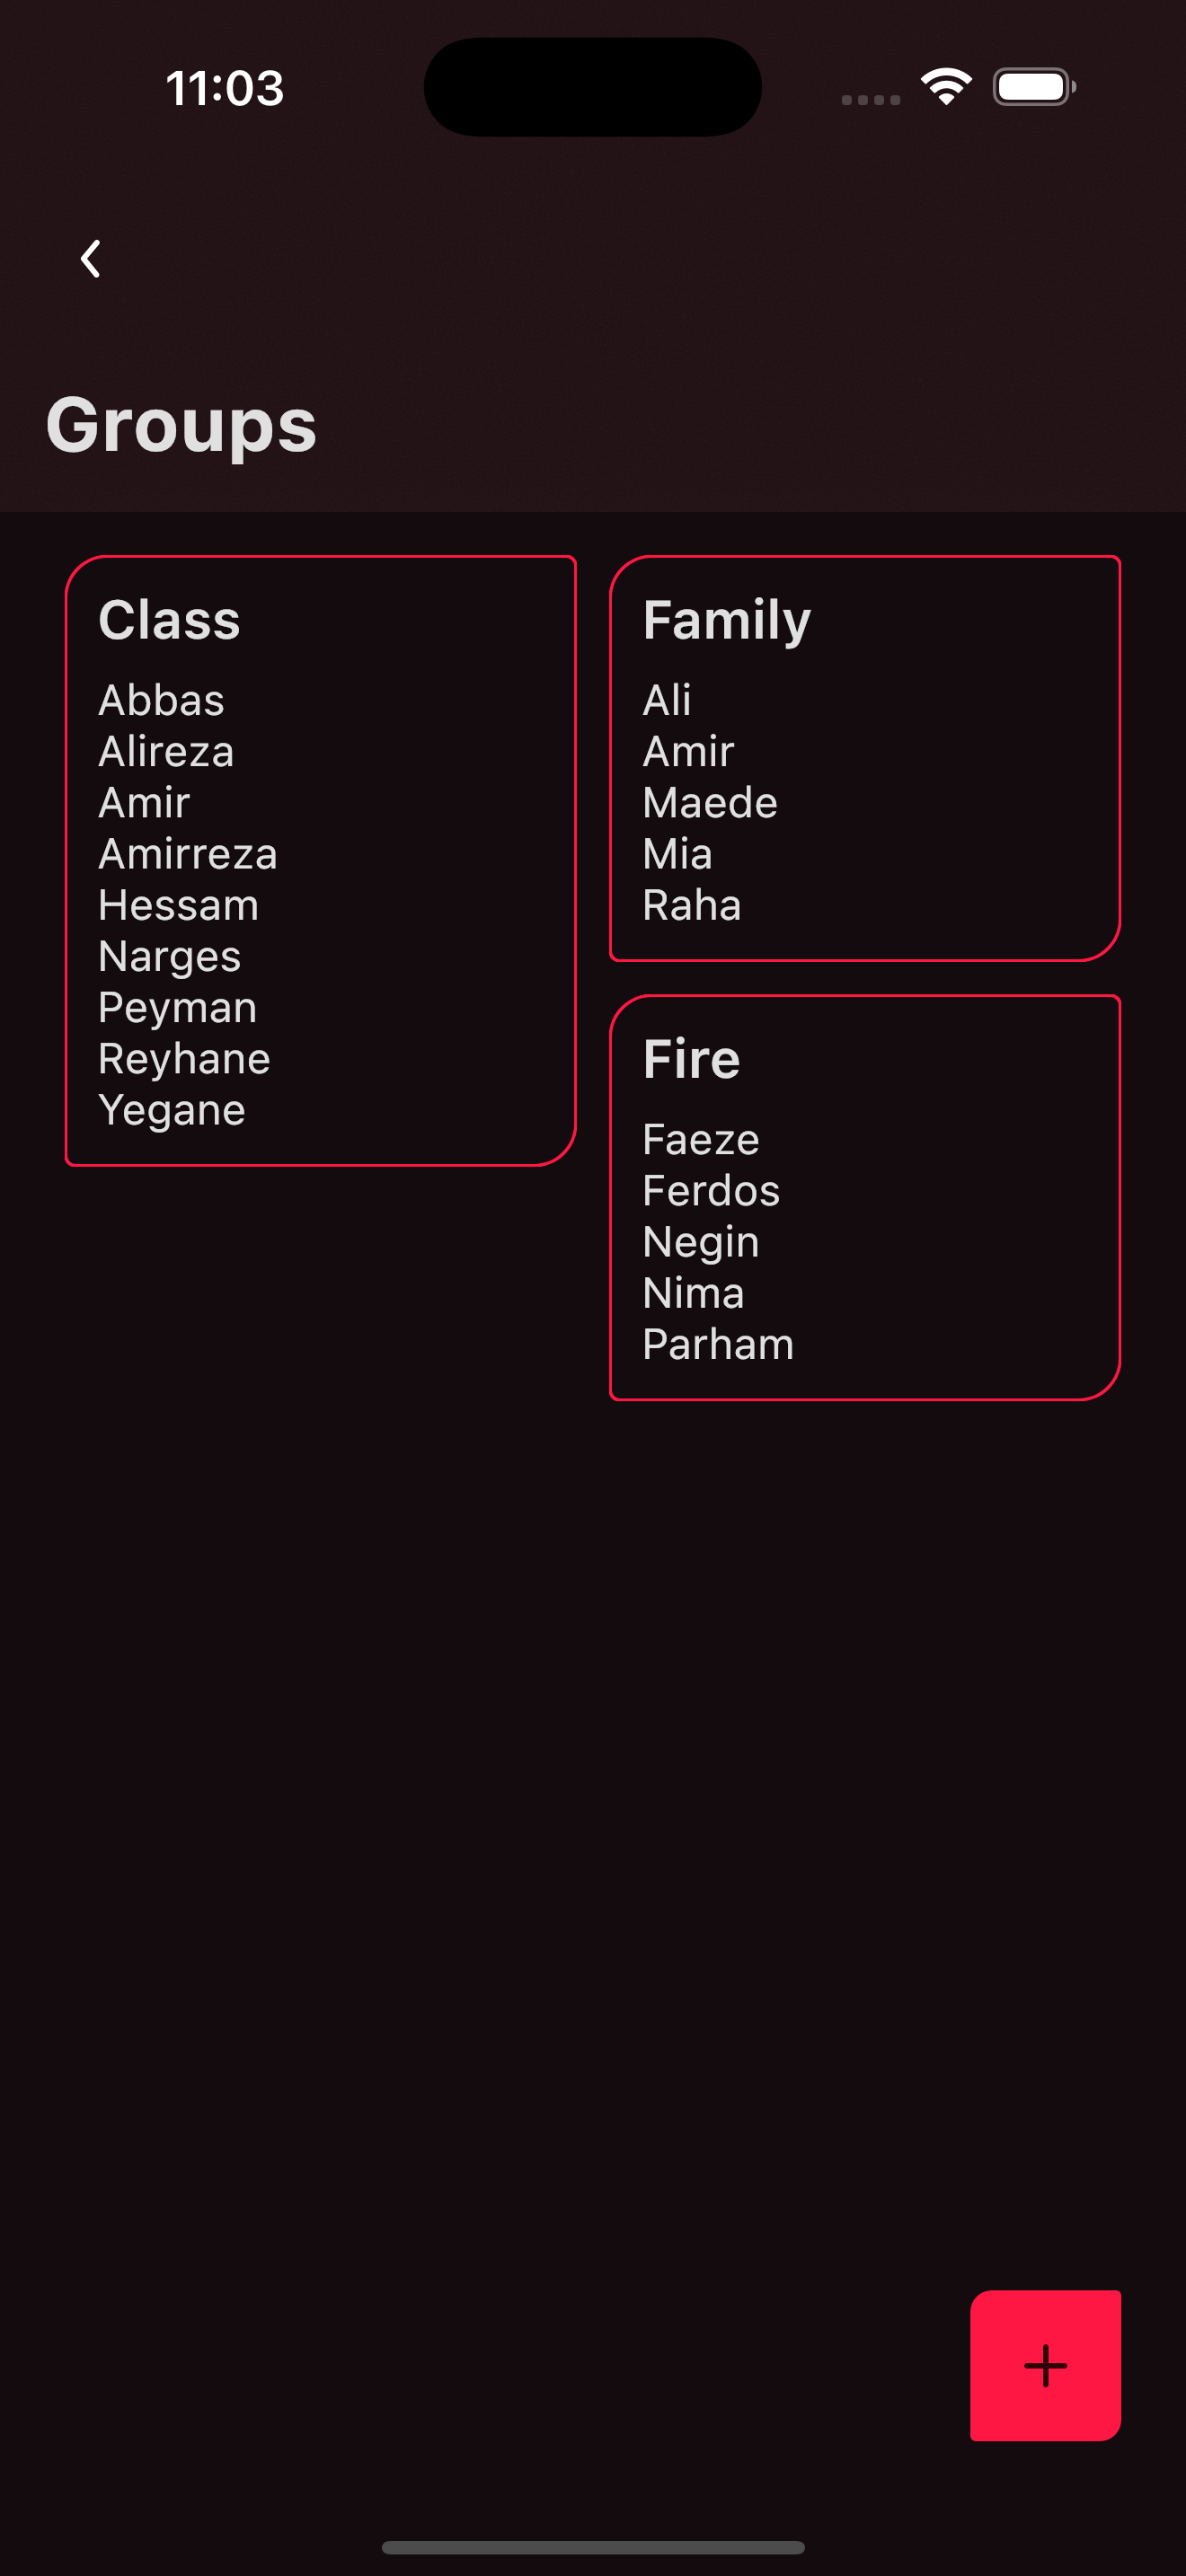 11:03
Groups
Class
Abbas
Alireza
Amir
Amirreza
Hessam
Narges
Peyman
Reyhane
Yegane
Family
Ali
Amir
Maede
Mia
Raha
Fire
Faeze
Ferdos
Negin
Nima
Parham